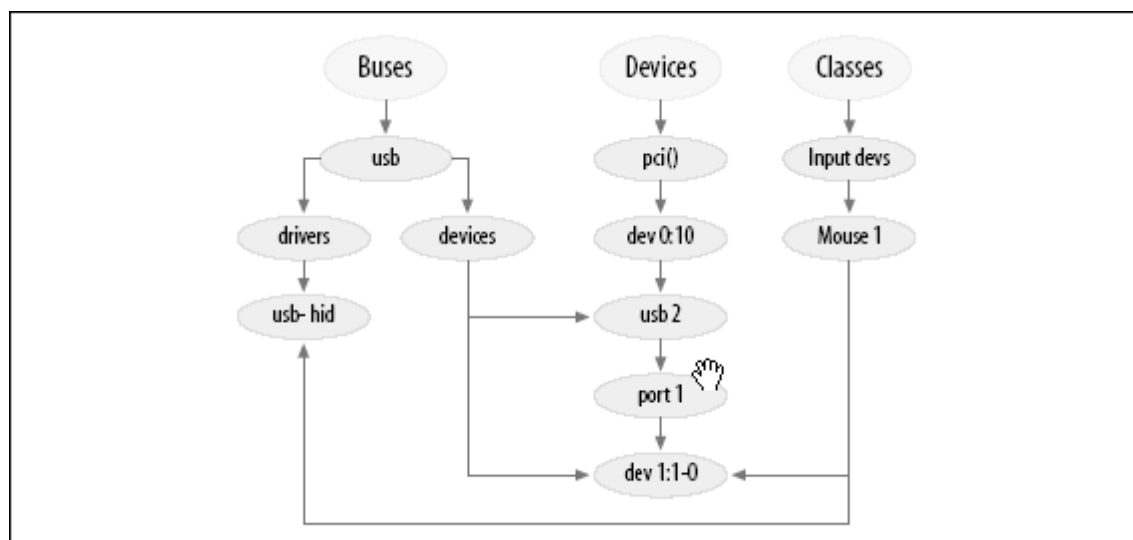 Buses Devices Classes
usb pci() Input devs
drivers devices dev 0:10 Mouse 1
usb- hid usb 2
port 1
dev 1:1-0